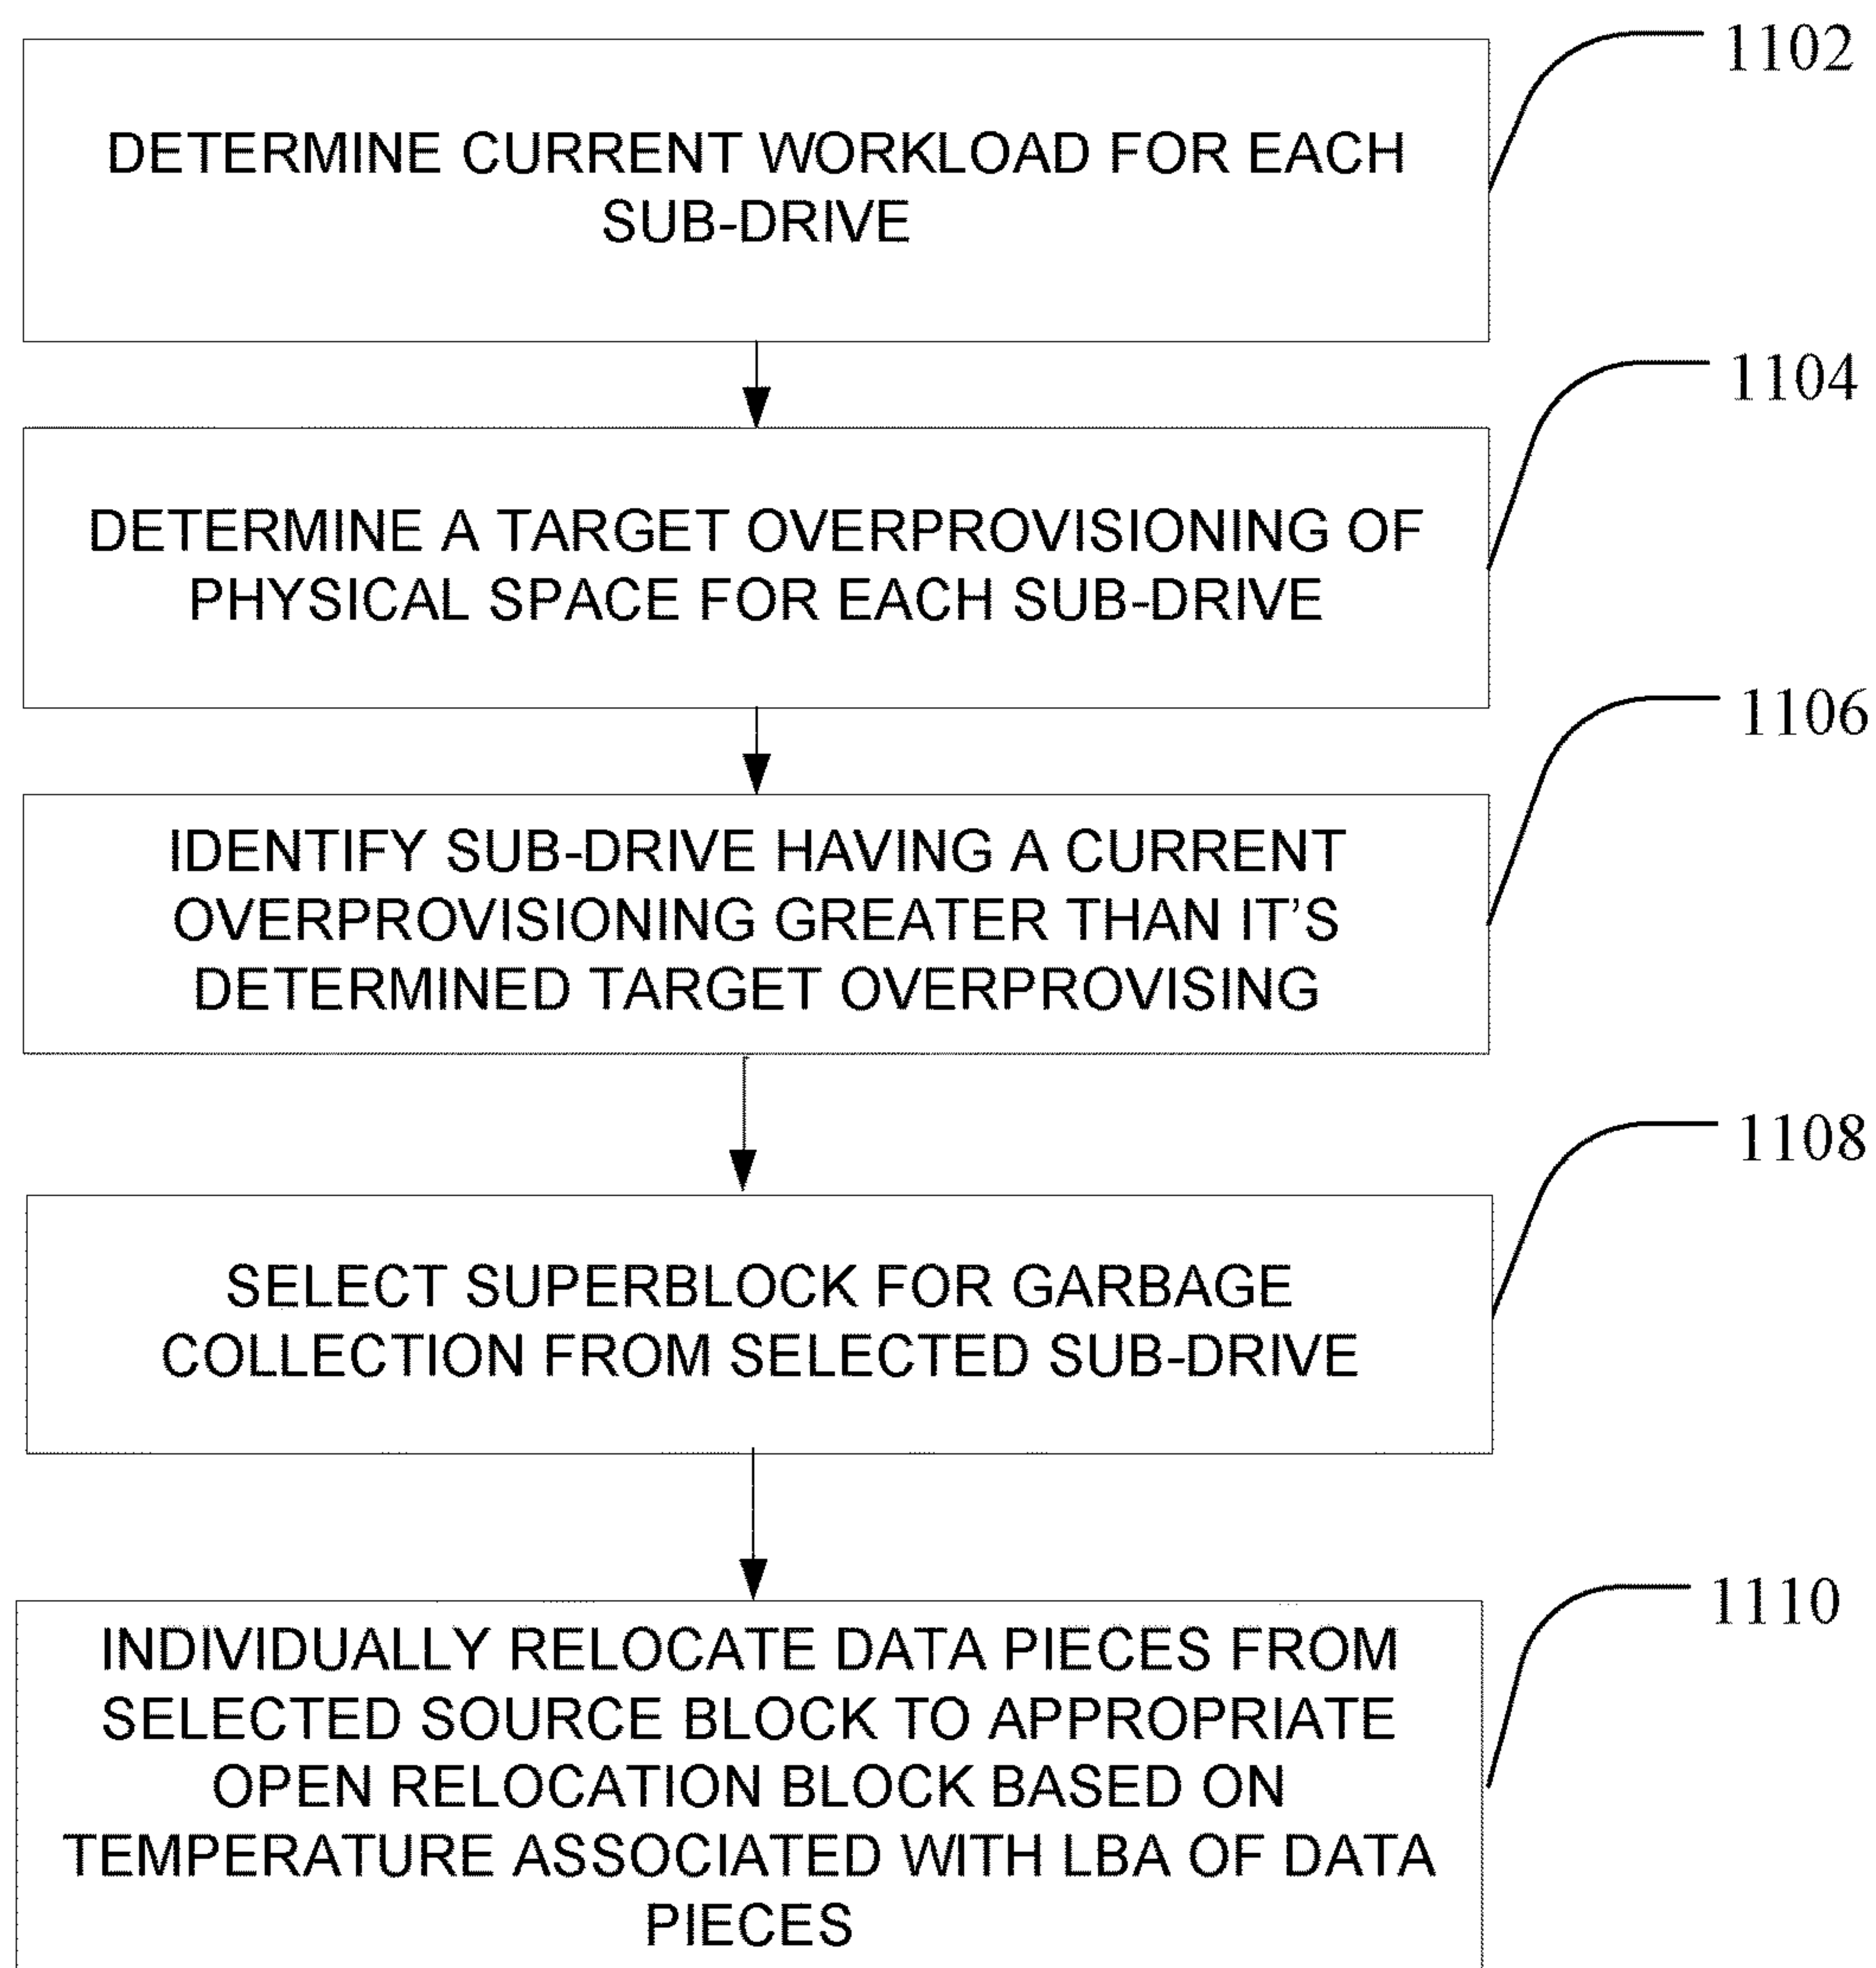 1102
DETERMINE CURRENT WORKLOAD FOR EACH
SUB-DRIVE
1104
DETERMINE A TARGET OVERPROVISIONING OF
PHYSICAL SPACE FOR EACH SUB-DRIVE
1106
IDENTIFY SUB-DRIVE HAVING A CURRENT
OVERPROVISIONING GREATER THAN IT’S
DETERMINED TARGET OVERPROVISING
1108
SELECT SUPERBLOCK FOR GARBAGE
COLLECTION FROM SELECTED SUB-DRIVE
1110
INDIVIDUALLY RELOCATE DATA PIECES FROM
SELECTED SOURCE BLOCK TO APPROPRIATE
OPEN RELOCATION BLOCK BASED ON
TEMPERATURE ASSOCIATED WITH LBA OF DATA
PIECES